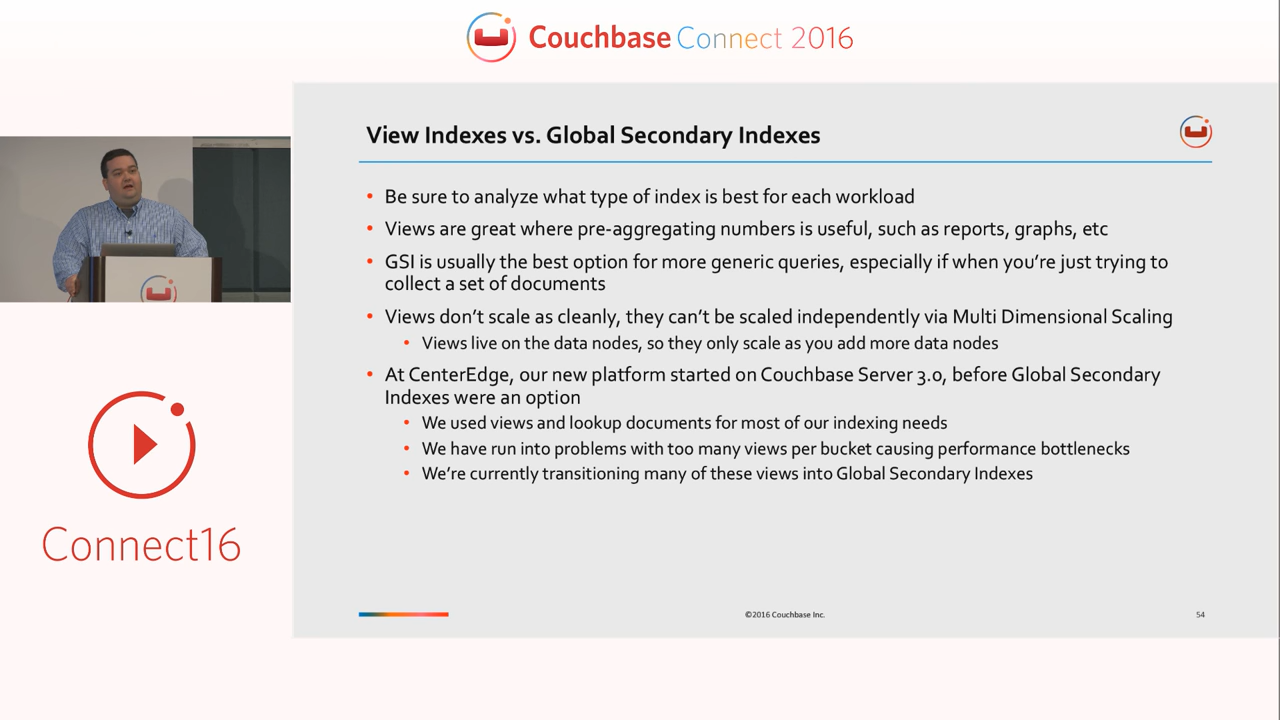 Couchbase Connect 2016
View Indexes vs. Global Secondary Indexes
• Be sure to analyze what type of index is best for each workload
• Views are great where pre-aggregating numbers is useful, such as reports, graphs, etc
• GSI is usually the best option for more generic queries, especially if when you’re just trying to
collect a set of documents
• Views don’t scale as cleanly, they can’t be scaled independently via Multi Dimensional Scaling
• Views live on the data nodes, so they only scale as you add more data nodes
• At CenterEdge, our new platform started on Couchbase Server 3.0, before Global Secondary
Indexes were an option
• We used views and lookup documents for most of our indexing needs
• We have run into problems with too many views per bucket causing performance bottlenecks
• We’re currently transitioning many of these views into Global Secondary Indexes
Connect16
©2016 Couchbase Inc.
54